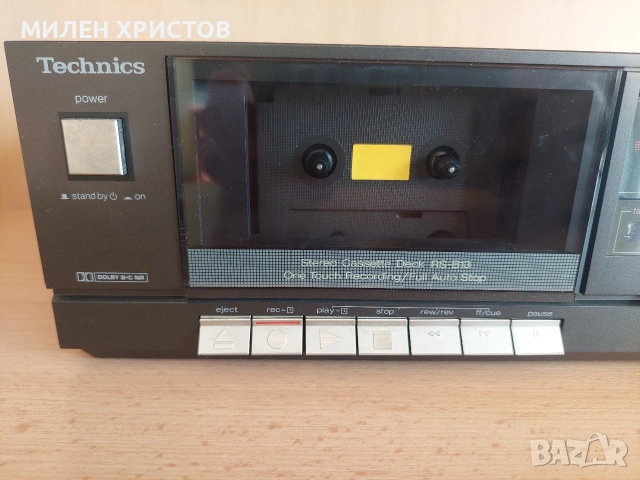 МИЛЕН ХРИСТОВ
Technics
power
stand by on
DOLBY B-C NR
Stereo Cassette Deck RS-B13
One Touch Recording/Full Auto Stop
eject rec- play- stop rew/rev ff/cue pause
BAZAR